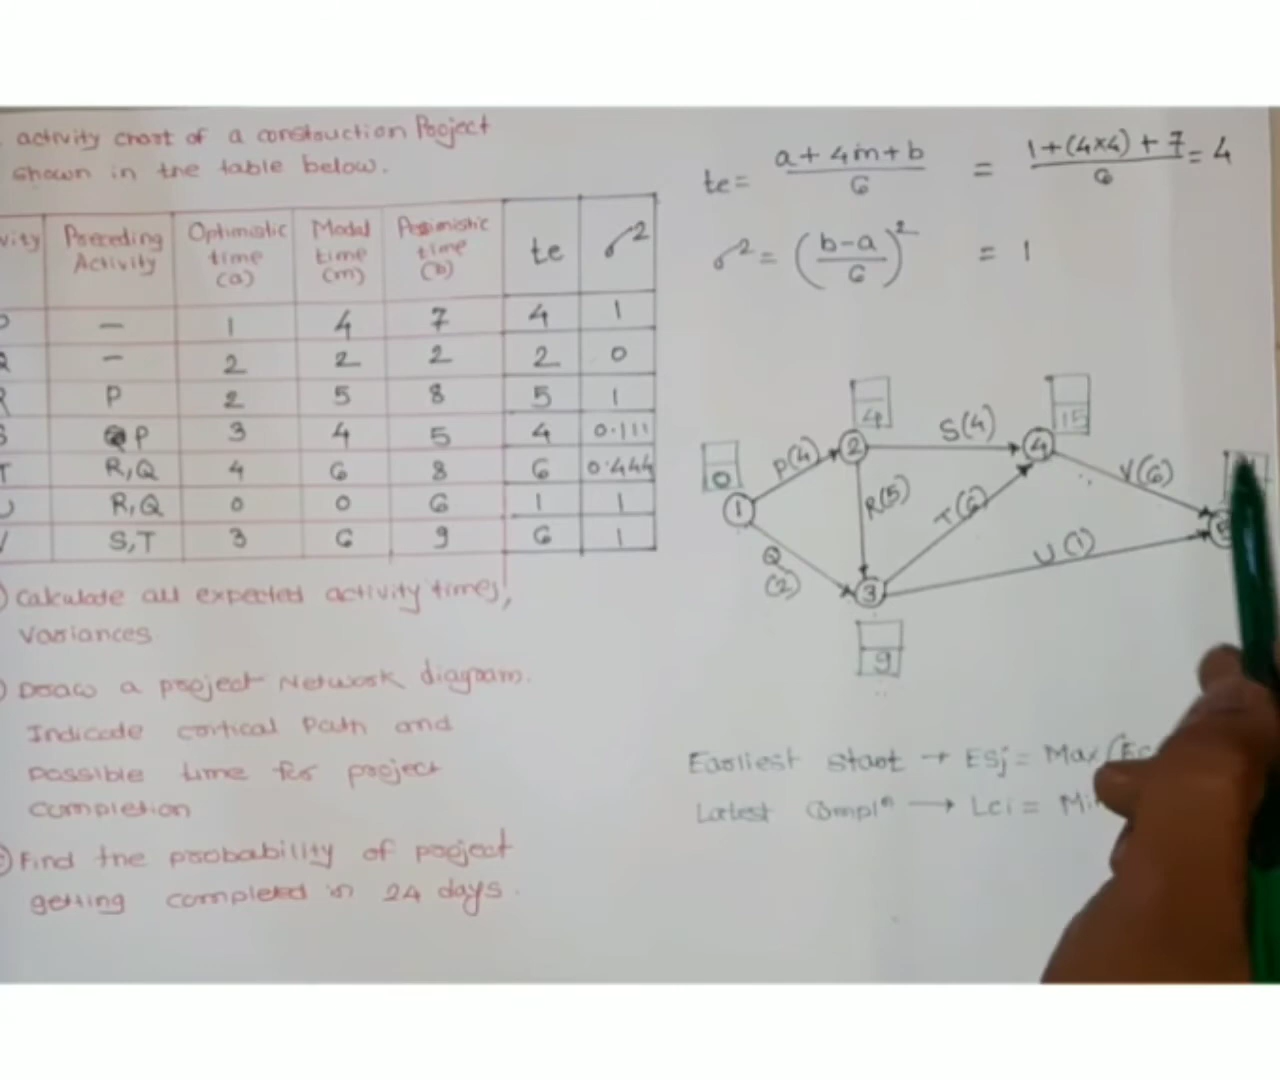 activity chart of a construction Project
shown in the table below.
vity Preceding Activity Optimistic time (a) Modal time (m) Pessimistic time (b) te σ2
P — 1 4 7 4 1
Q — 2 2 2 2 0
R P 2 5 8 5 1
S P 3 4 5 4 0.111
T R,Q 4 6 8 6 0.444
U R,Q 0 0 6 1 1
V S,T 3 6 9 6 1
Calculate all expected activity times,
variances
Draw a project Network diagram.
Indicate critical Path and
possible time for project
completion
Find the probability of project
getting completed in 24 days.
te = a + 4m + b / 6 = 1 + (4×4) + 7 / 6 = 4
σ2 = (b-a / 6)2 = 1
4
15
S(4)
0
P(4)
2
4
V(6)
1
R(5)
T(6)
5
Q
(2)
U(1)
3
9
Earliest start → ESj = Max(
Latest Complⁿ → Lci = Mi